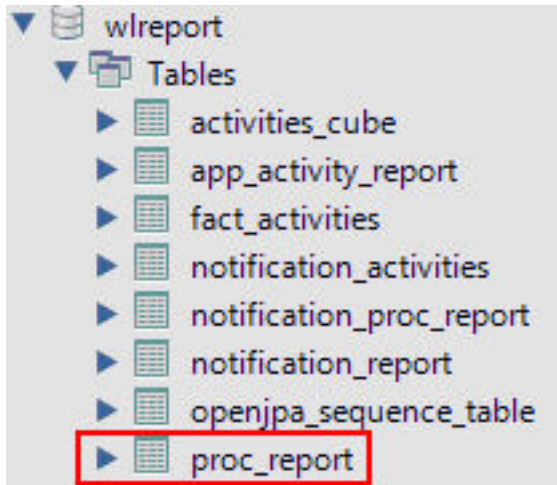 wlreport
Tables
activities_cube
app_activity_report
fact_activities
notification_activities
notification_proc_report
notification_report
openjpa_sequence_table
proc_report